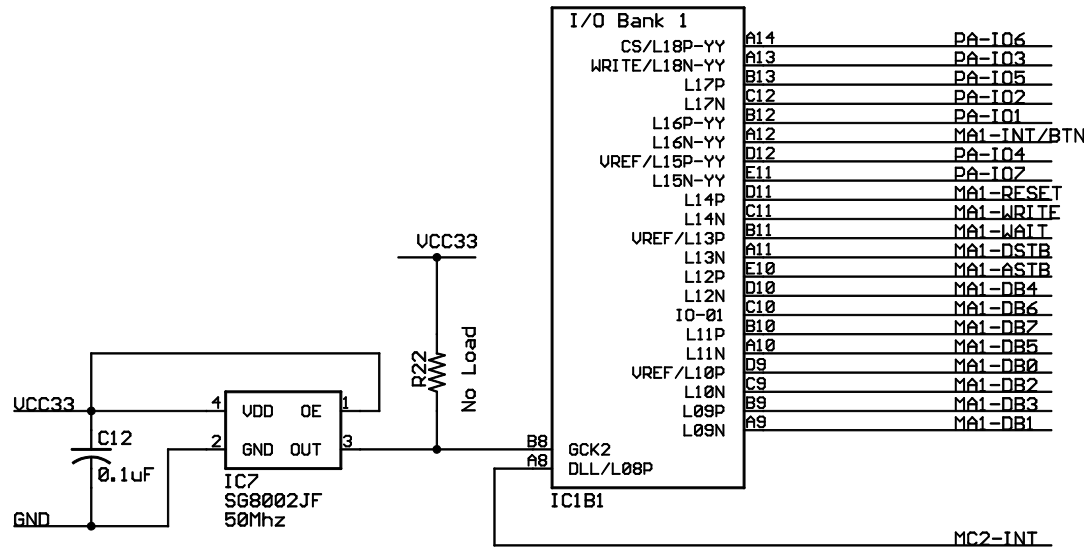 I/O Bank 1
CS/L18P-YY A14 PA-IO6
WRITE/L18N-YY A13 PA-IO3
L17P B13 PA-IO5
L17N C12 PA-IO2
L16P-YY B12 PA-IO1
L16N-YY A12 MA1-INT/BTN
VREF/L15P-YY D12 PA-IO4
L15N-YY E11 PA-IO7
L14P D11 MA1-RESET
L14N C11 MA1-WRITE
VREF/L13P B11 MA1-WAIT
L13N A11 MA1-DSTB
L12P E10 MA1-ASTB
L12N D10 MA1-DB4
IO-01 C10 MA1-DB6
L11P B10 MA1-DB7
L11N A10 MA1-DB5
VREF/L10P D9 MA1-DB0
L10N C9 MA1-DB2
L09P B9 MA1-DB3
L09N A9 MA1-DB1
VCC33
R22
No Load
VCC33 4 VDD OE 1
C12
0.1uF
2 GND OUT 3
B8 GCK2
A8 DLL/L08P
IC7
SG8002JF
50Mhz
IC1B1
GND
MC2-INT